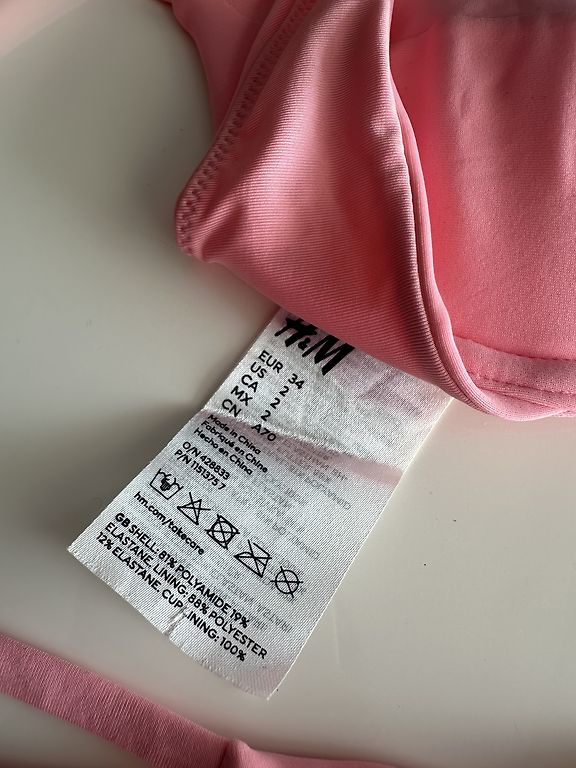 H&M
EUR 34
US 2
CA 2
MX 2
CN A70
Made in China
Fabriqué en Chine
Hecho en China
O/N 428833
P/N 1151375 7
hm.com/takecare
GB SHELL: 81% POLYAMIDE 19%
ELASTANE. LINING: 88% POLYESTER
12% ELASTANE. CUP LINING: 100%